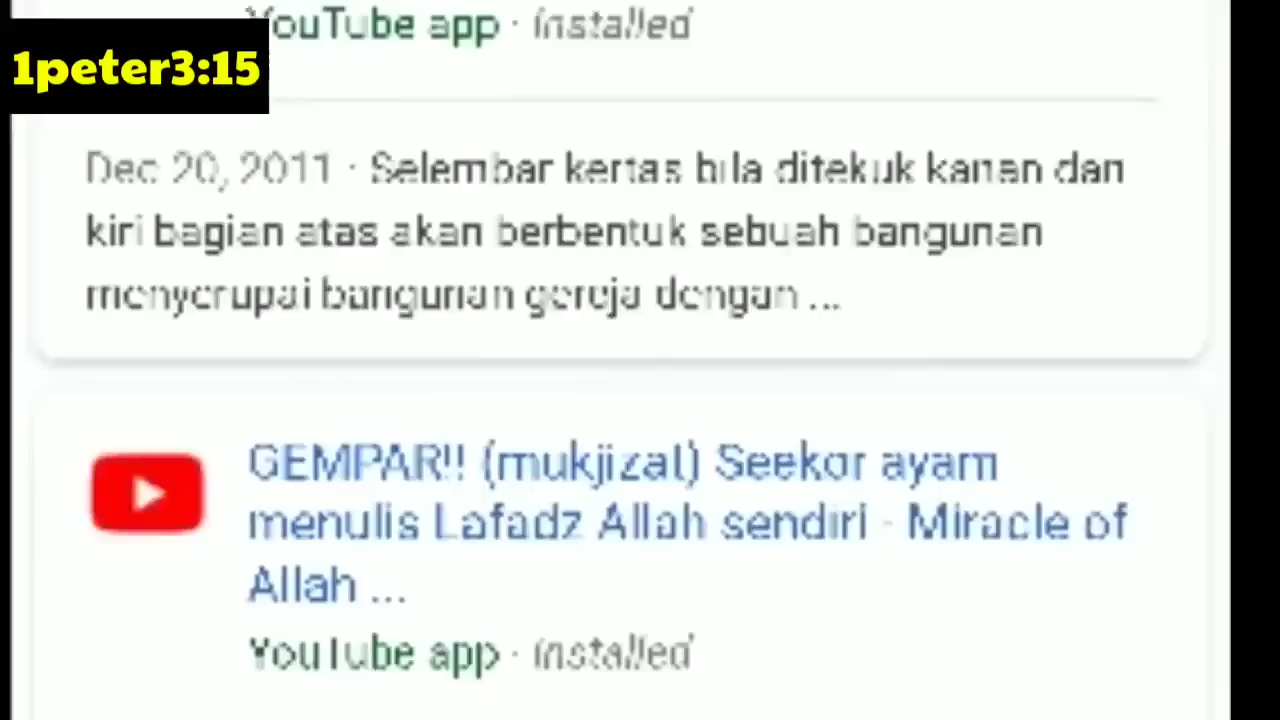 YouTube app · installed
1peter3:15
Dec 20, 2011 · Selembar kertas bila ditekuk kanan dan
kiri bagian atas akan berbentuk sebuah bangunan
menyerupai bangunan gereja dengan ...
GEMPAR!! (mukjizat) Seekor ayam
menulis Lafadz Allah sendiri - Miracle of
Allah ...
YouTube app · installed